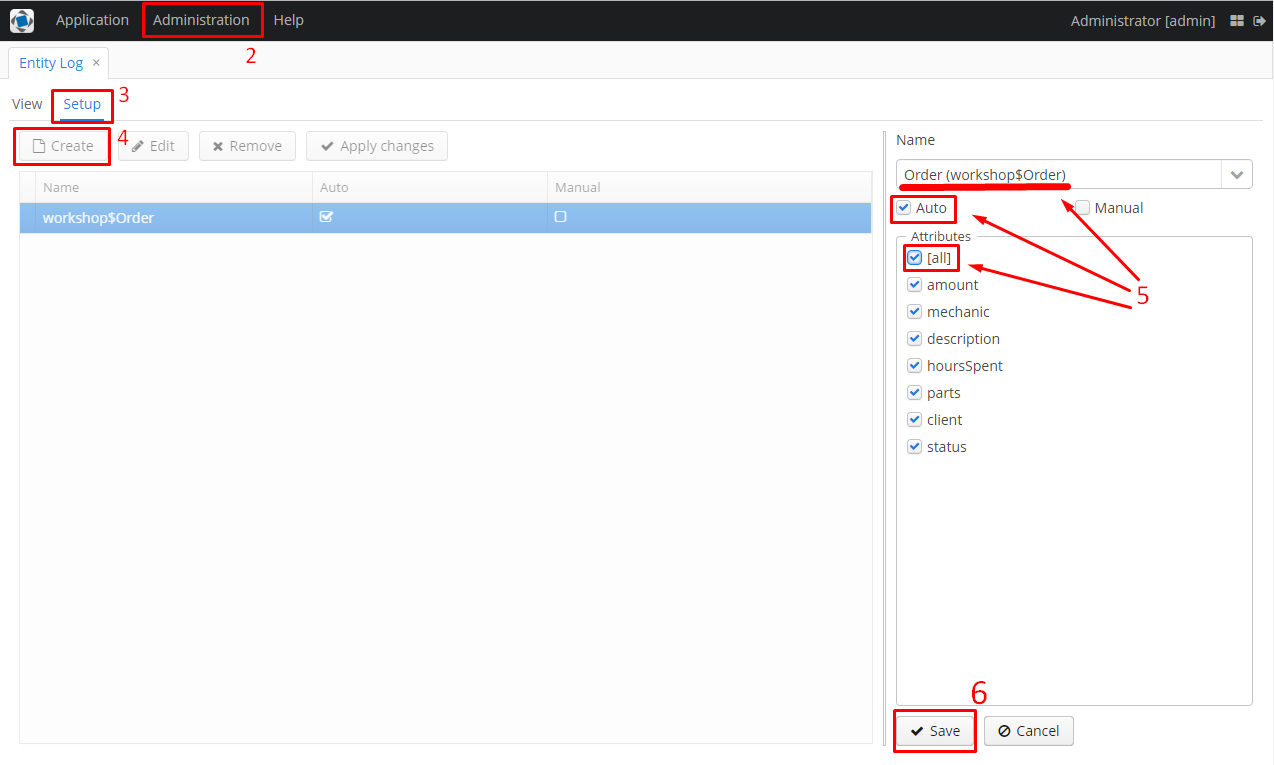 Application Administration Help Administrator [admin]
2
Entity Log ×
View Setup 3
Create 4 Edit Remove Apply changes
Name Auto Manual
workshop$Order
Name
Order (workshop$Order)
Auto Manual
Attributes
[all]
amount
5
mechanic
description
hoursSpent
parts
client
status
6
Save Cancel